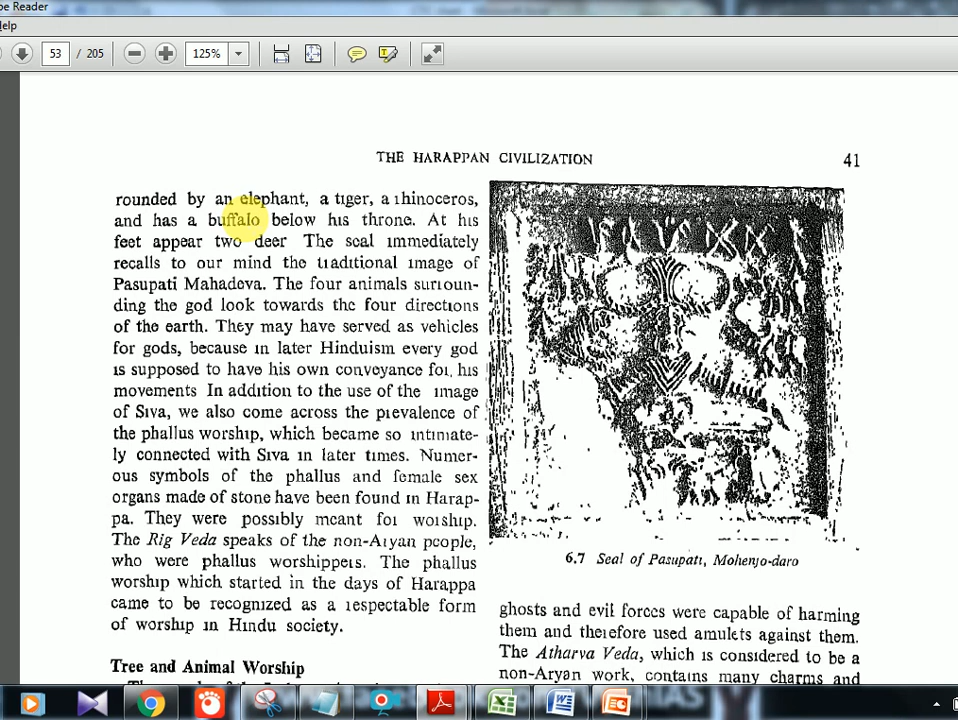 be Reader
Help
53 / 205
125%
THE HARAPPAN CIVILIZATION
41
rounded by an elephant, a tiger, a rhinoceros,
and has a buffalo below his throne. At his
feet appear two deer The seal immediately
recalls to our mind the traditional image of
Pasupati Mahadeva. The four animals surroun-
ding the god look towards the four directions
of the earth. They may have served as vehicles
for gods, because in later Hinduism every god
is supposed to have his own conveyance for his
movements In addition to the use of the image
of Siva, we also come across the prevalence of
the phallus worship, which became so intimate-
ly connected with Siva in later times. Numer-
ous symbols of the phallus and female sex
organs made of stone have been found in Harap-
pa. They were possibly meant for worship.
The Rig Veda speaks of the non-Aryan people,
who were phallus worshippers. The phallus
worship which started in the days of Harappa
came to be recognized as a respectable form
of worship in Hindu society.
Tree and Animal Worship
6.7 Seal of Pasupati, Mohenjo-daro
ghosts and evil forces were capable of harming
them and therefore used amulets against them.
The Atharva Veda, which is considered to be a
non-Aryan work, contains many charms and